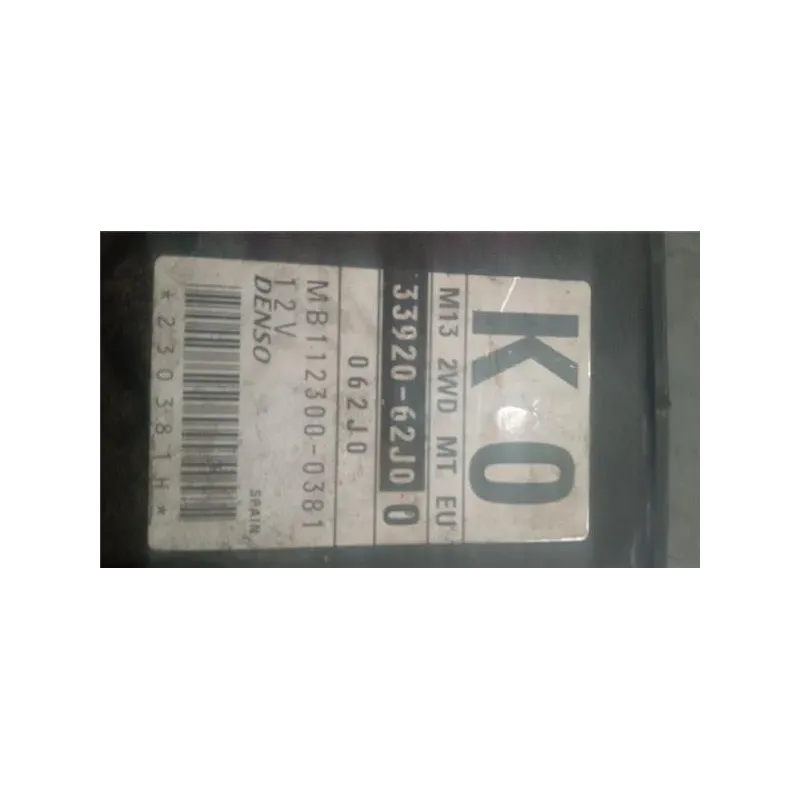 K0
M13 2WD MT EU
33920-62J0 0
062J0
MB112300-0381
12V
DENSO SPAIN
*230381H*